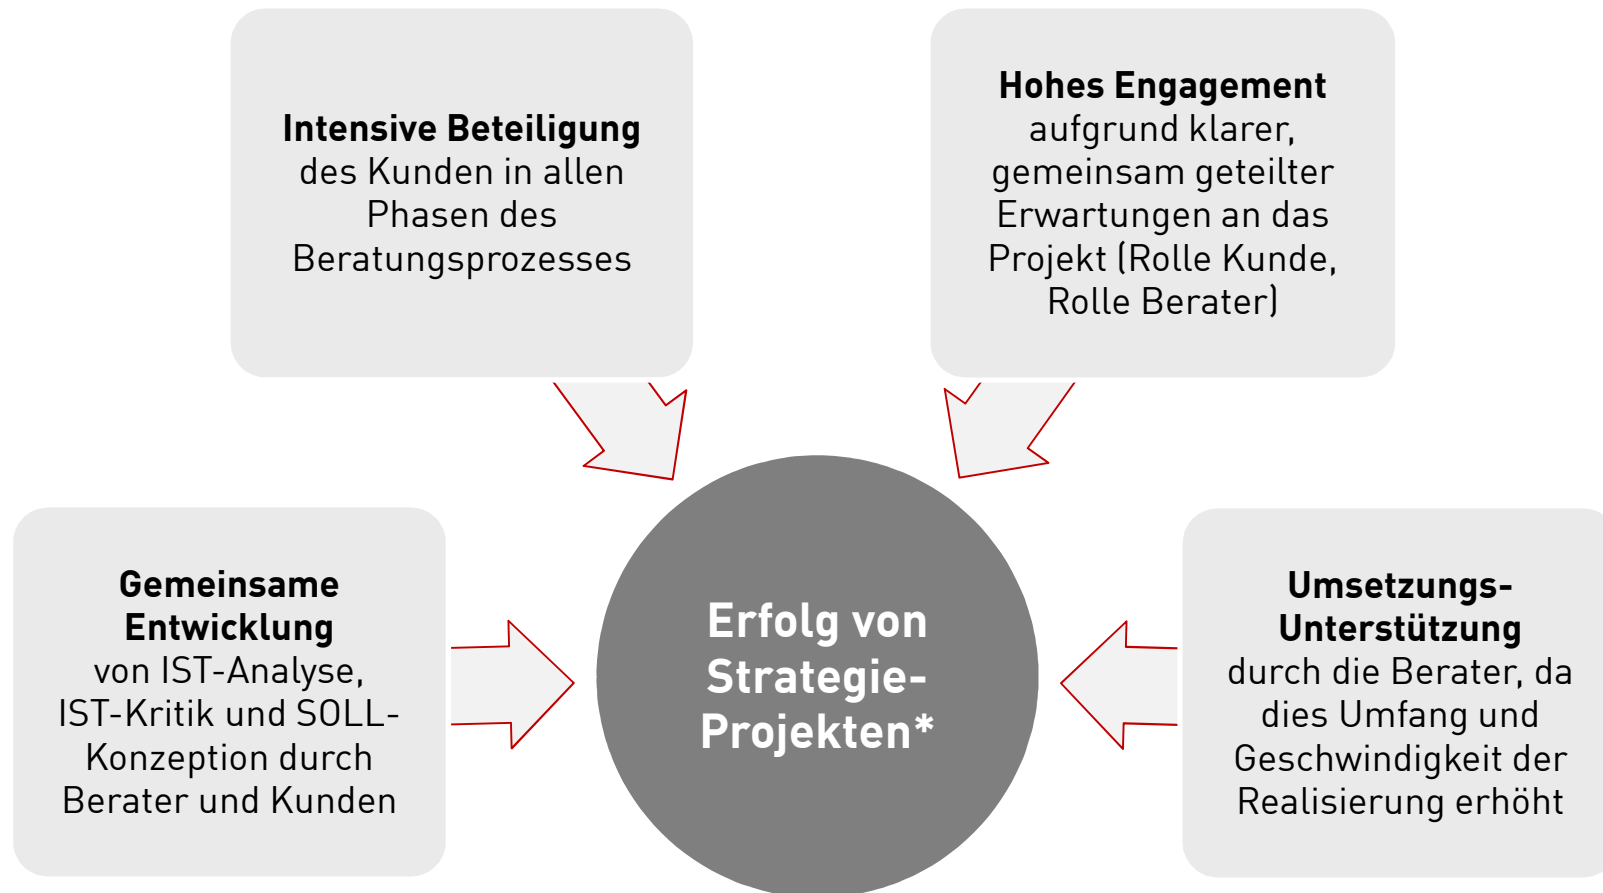 Intensive Beteiligung
des Kunden in allen
Phasen des
Beratungsprozesses
Hohes Engagement
aufgrund klarer,
gemeinsam geteilter
Erwartungen an das
Projekt (Rolle Kunde,
Rolle Berater)
Gemeinsame
Entwicklung
von IST-Analyse,
IST-Kritik und SOLL-
Konzeption durch
Berater und Kunden
Erfolg von
Strategie-
Projekten*
Umsetzungs-
Unterstützung
durch die Berater, da
dies Umfang und
Geschwindigkeit der
Realisierung erhöht